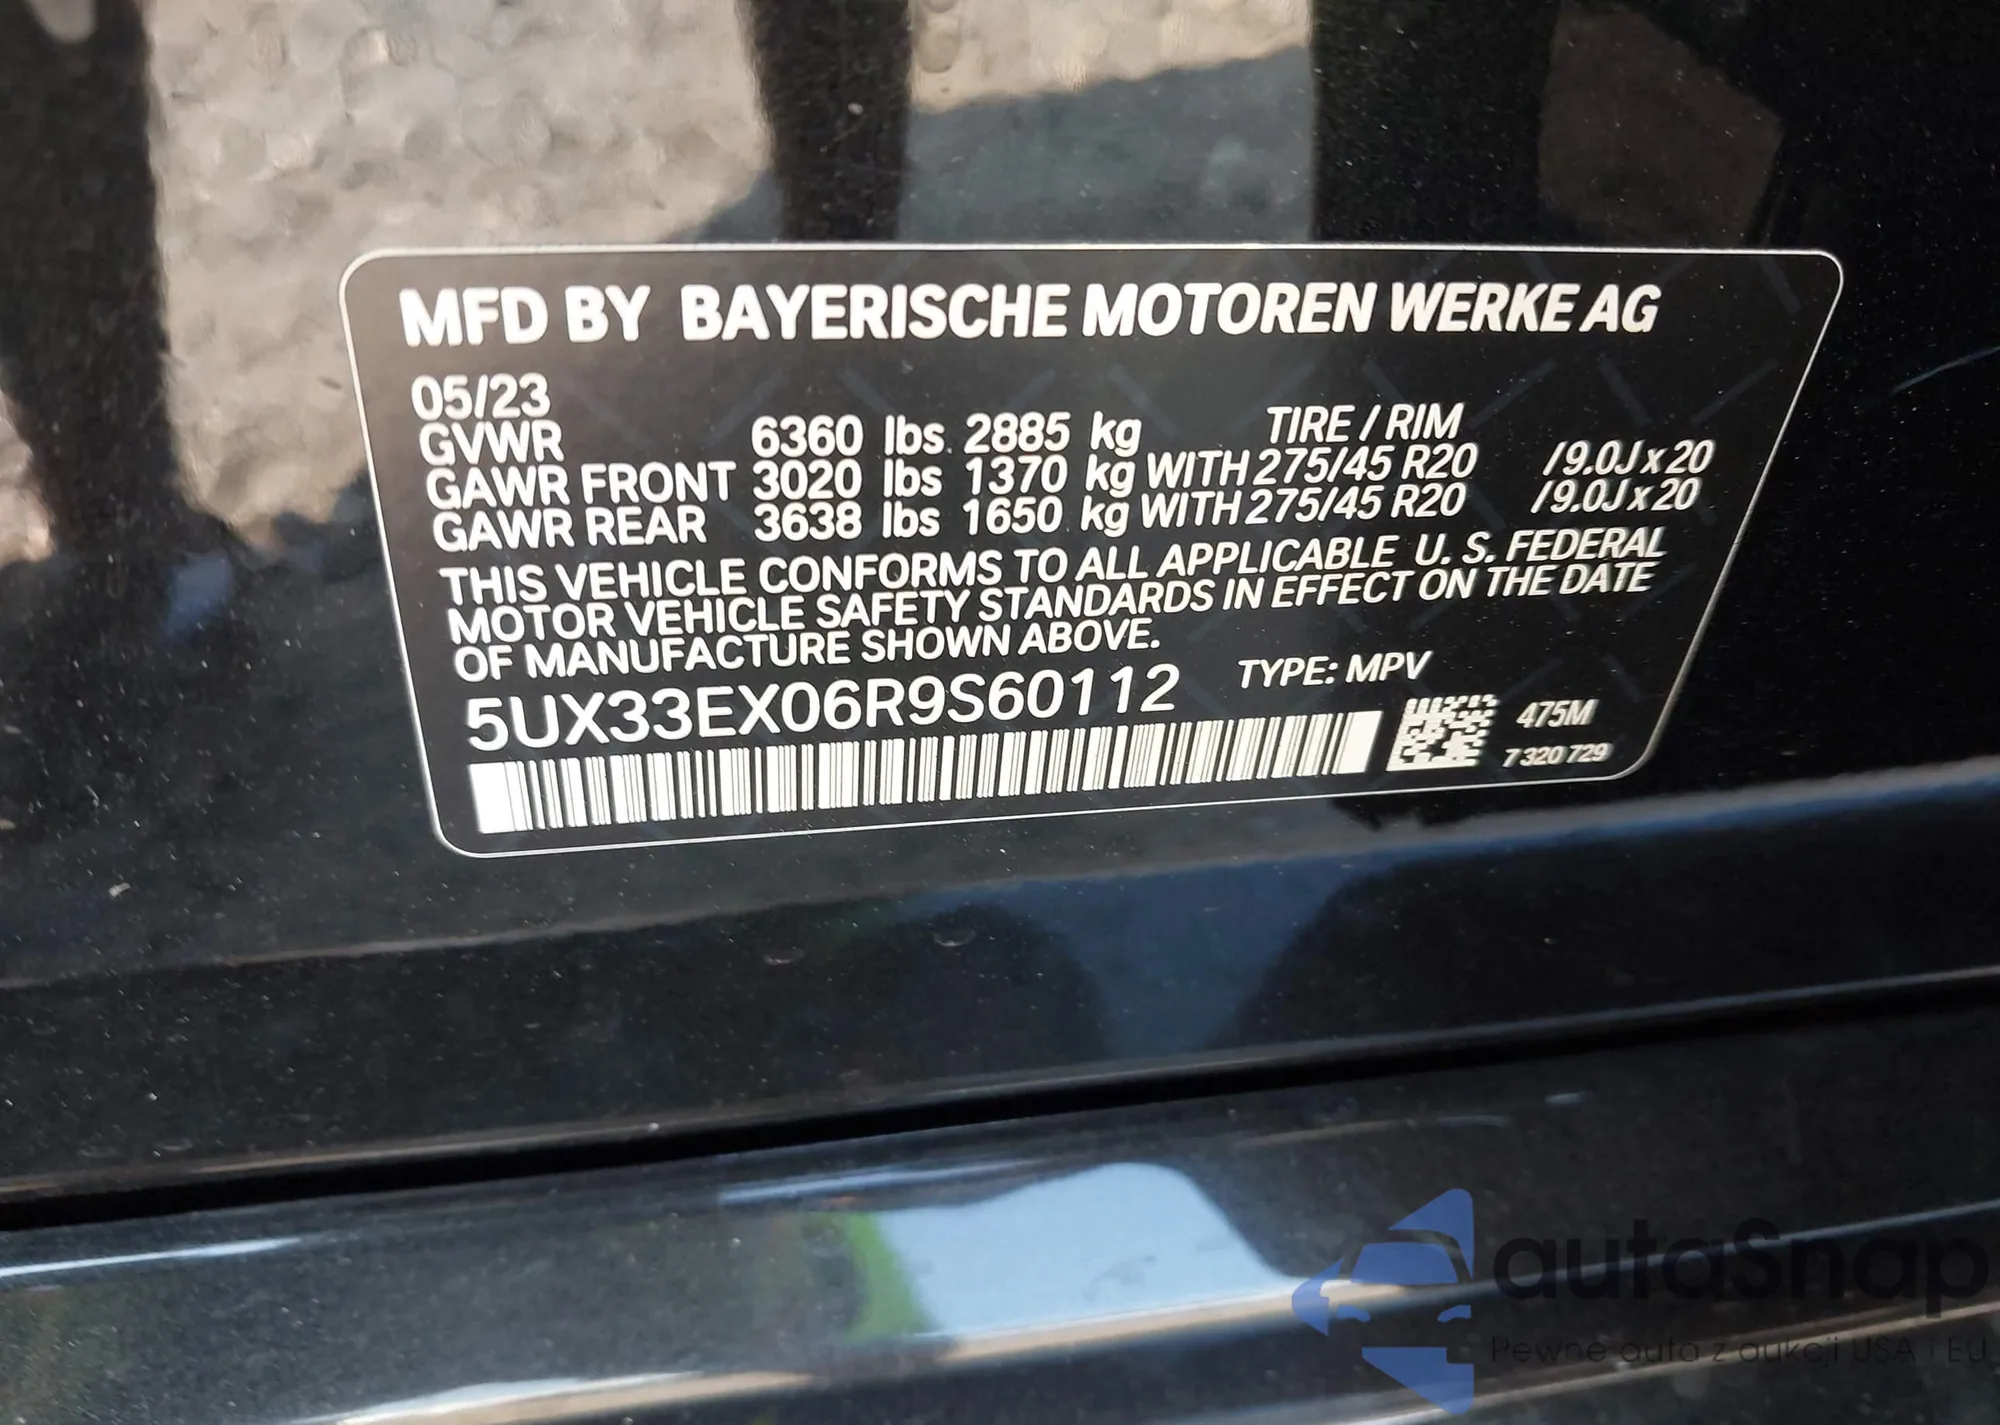 MFD BY BAYERISCHE MOTOREN WERKE AG
05/23
GVWR 6360 lbs 2885 kg TIRE / RIM
GAWR FRONT 3020 lbs 1370 kg WITH 275/45 R20 /9.0J x 20
GAWR REAR 3638 lbs 1650 kg WITH 275/45 R20 /9.0J x 20
THIS VEHICLE CONFORMS TO ALL APPLICABLE U. S. FEDERAL
MOTOR VEHICLE SAFETY STANDARDS IN EFFECT ON THE DATE
OF MANUFACTURE SHOWN ABOVE.
5UX33EX06R9S60112 TYPE: MPV
475M
7 320 729
autaSnap
Pewne auta z aukcji USA i EU